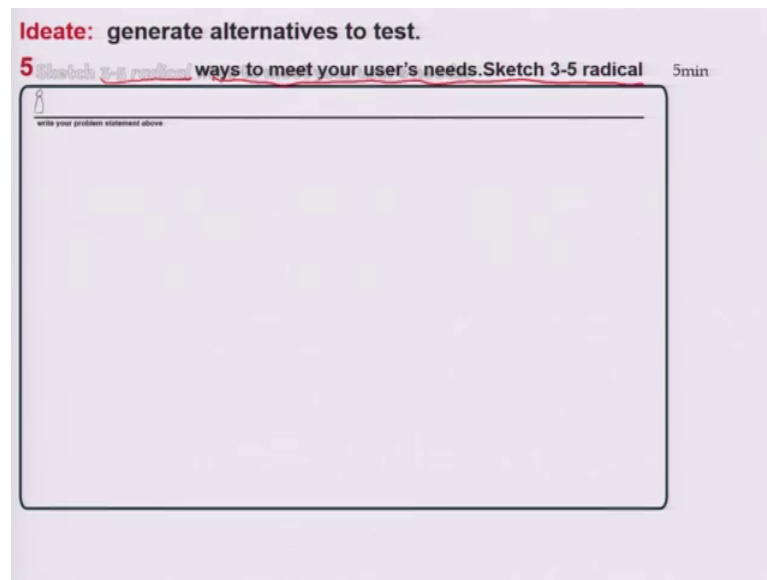 Ideate: generate alternatives to test.
5 Sketch 3-5 radical ways to meet your user's needs.Sketch 3-5 radical 5min
write your problem statement above